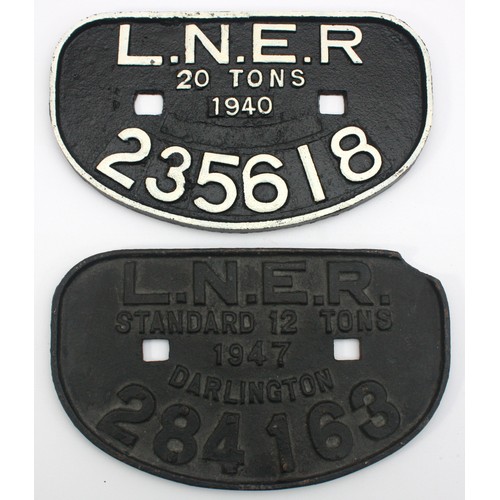 L.N.E.R
20 TONS
1940
235618
L.N.E.R.
STANDARD 12 TONS
1947
DARLINGTON
284163